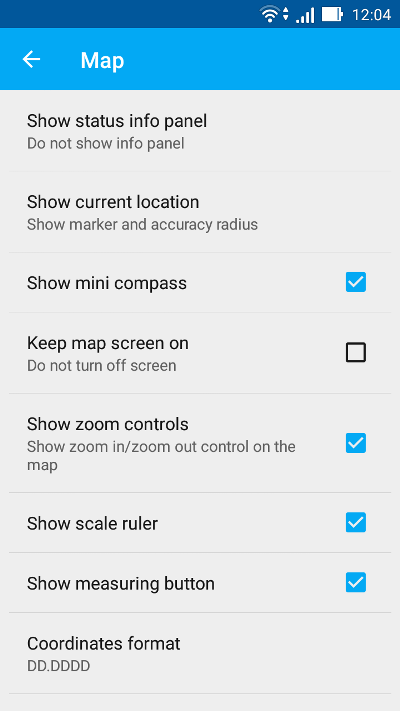 12:04
Map
Show status info panel
Do not show info panel
Show current location
Show marker and accuracy radius
Show mini compass
Keep map screen on
Do not turn off screen
Show zoom controls
Show zoom in/zoom out control on the
map
Show scale ruler
Show measuring button
Coordinates format
DD.DDDD